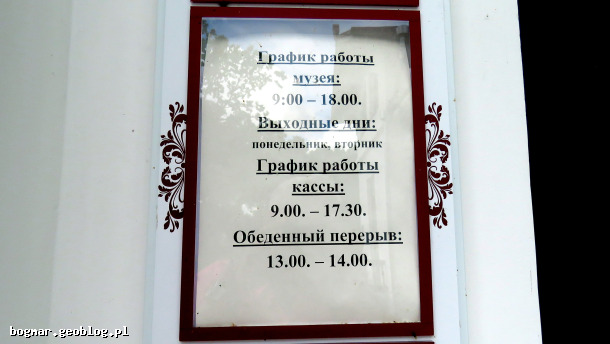 График работы
музея:
9:00 – 18.00.
Выходные дни:
понедельник, вторник
График работы
кассы:
9.00. – 17.30.
Обеденный перерыв:
13.00. – 14.00.
bognar.geoblog.pl